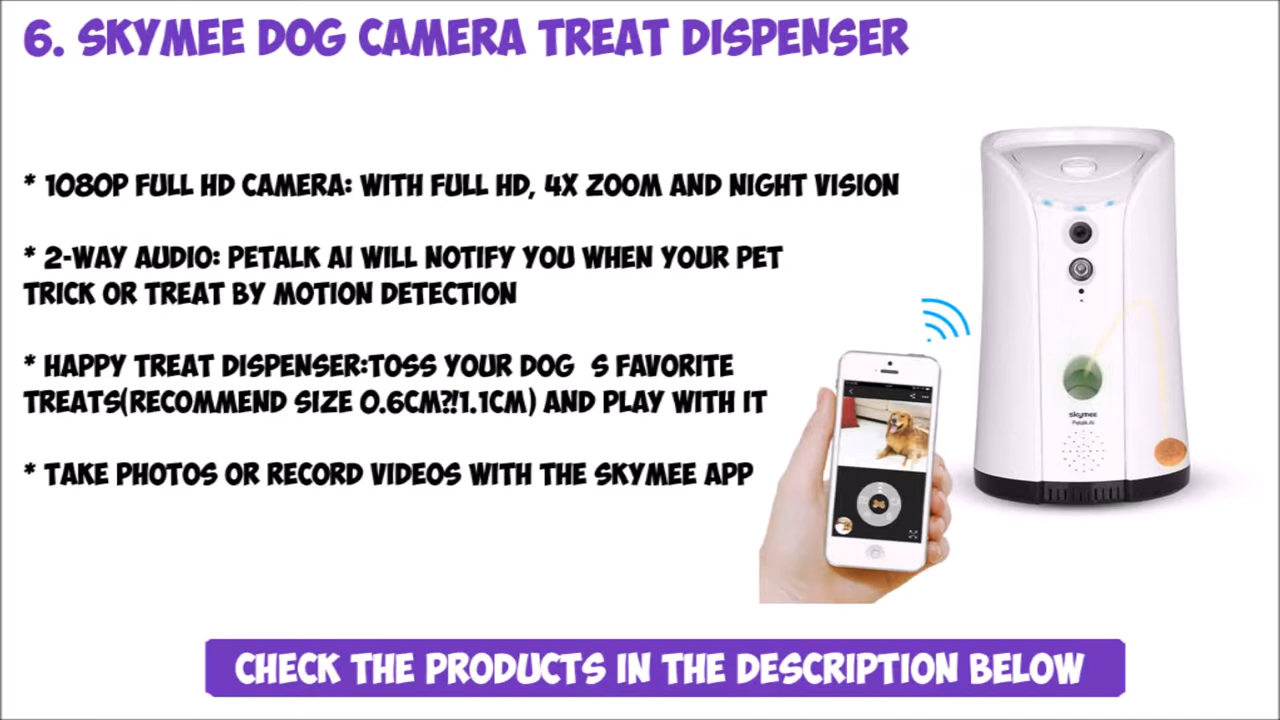 6. SKYMEE DOG CAMERA TREAT DISPENSER
* 1080P FULL HD CAMERA: WITH FULL HD, 4X ZOOM AND NIGHT VISION
* 2-WAY AUDIO: PETALK AI WILL NOTIFY YOU WHEN YOUR PET
TRICK OR TREAT BY MOTION DETECTION
* HAPPY TREAT DISPENSER:TOSS YOUR DOG  S FAVORITE
TREATS(RECOMMEND SIZE 0.6CM?!1.1CM) AND PLAY WITH IT
* TAKE PHOTOS OR RECORD VIDEOS WITH THE SKYMEE APP
skymee
Petalk AI
CHECK THE PRODUCTS IN THE DESCRIPTION BELOW